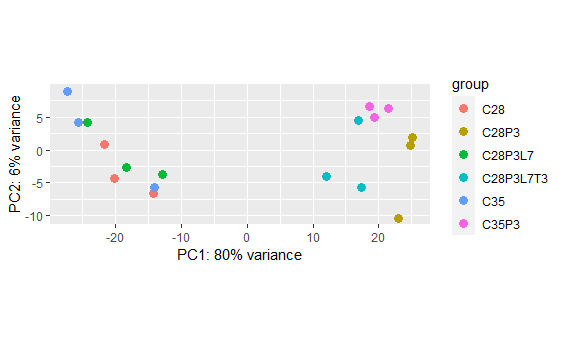 group
C28
C28P3
C28P3L7
C28P3L7T3
C35
C35P3
PC2: 6% variance
5
0
-5
-10
-20
-10
0
10
20
PC1: 80% variance